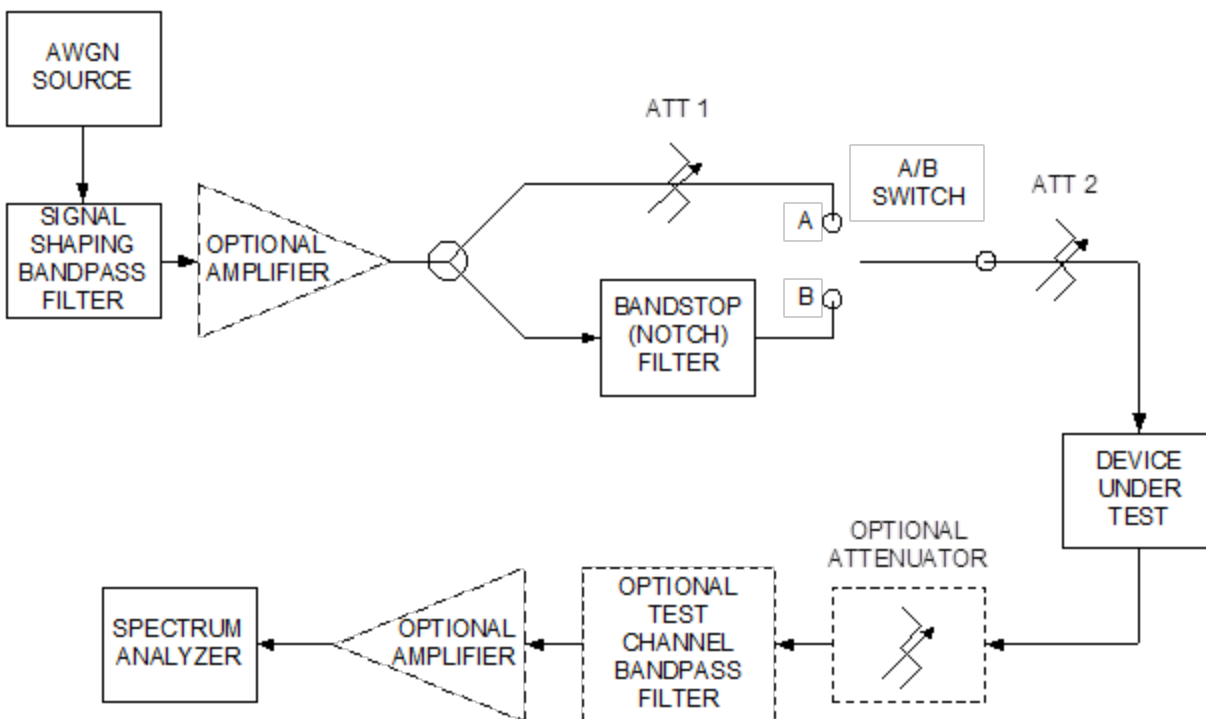 AWGN
SOURCE
SIGNAL
SHAPING
BANDPASS
FILTER
OPTIONAL
AMPLIFIER
ATT 1
A
B
A/B
SWITCH
BANDSTOP
(NOTCH)
FILTER
ATT 2
DEVICE
UNDER
TEST
OPTIONAL
ATTENUATOR
OPTIONAL
TEST
CHANNEL
BANDPASS
FILTER
OPTIONAL
AMPLIFIER
SPECTRUM
ANALYZER